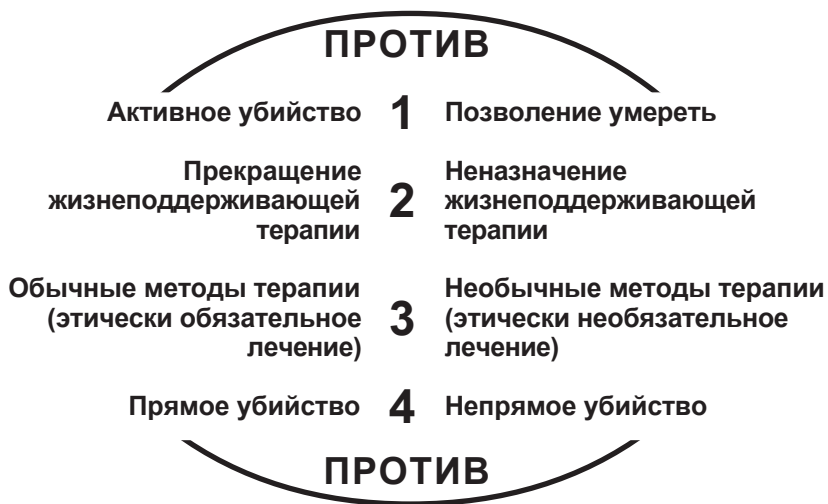 ПРОТИВ
Активное убийство 1 Позволение умереть
Прекращение
жизнеподдерживающей
терапии
2
Неназначение
жизнеподдерживающей
терапии
Обычные методы терапии
(этически обязательное
лечение)
3
Необычные методы терапии
(этически необязательное
лечение)
Прямое убийство 4 Непрямое убийство
ПРОТИВ